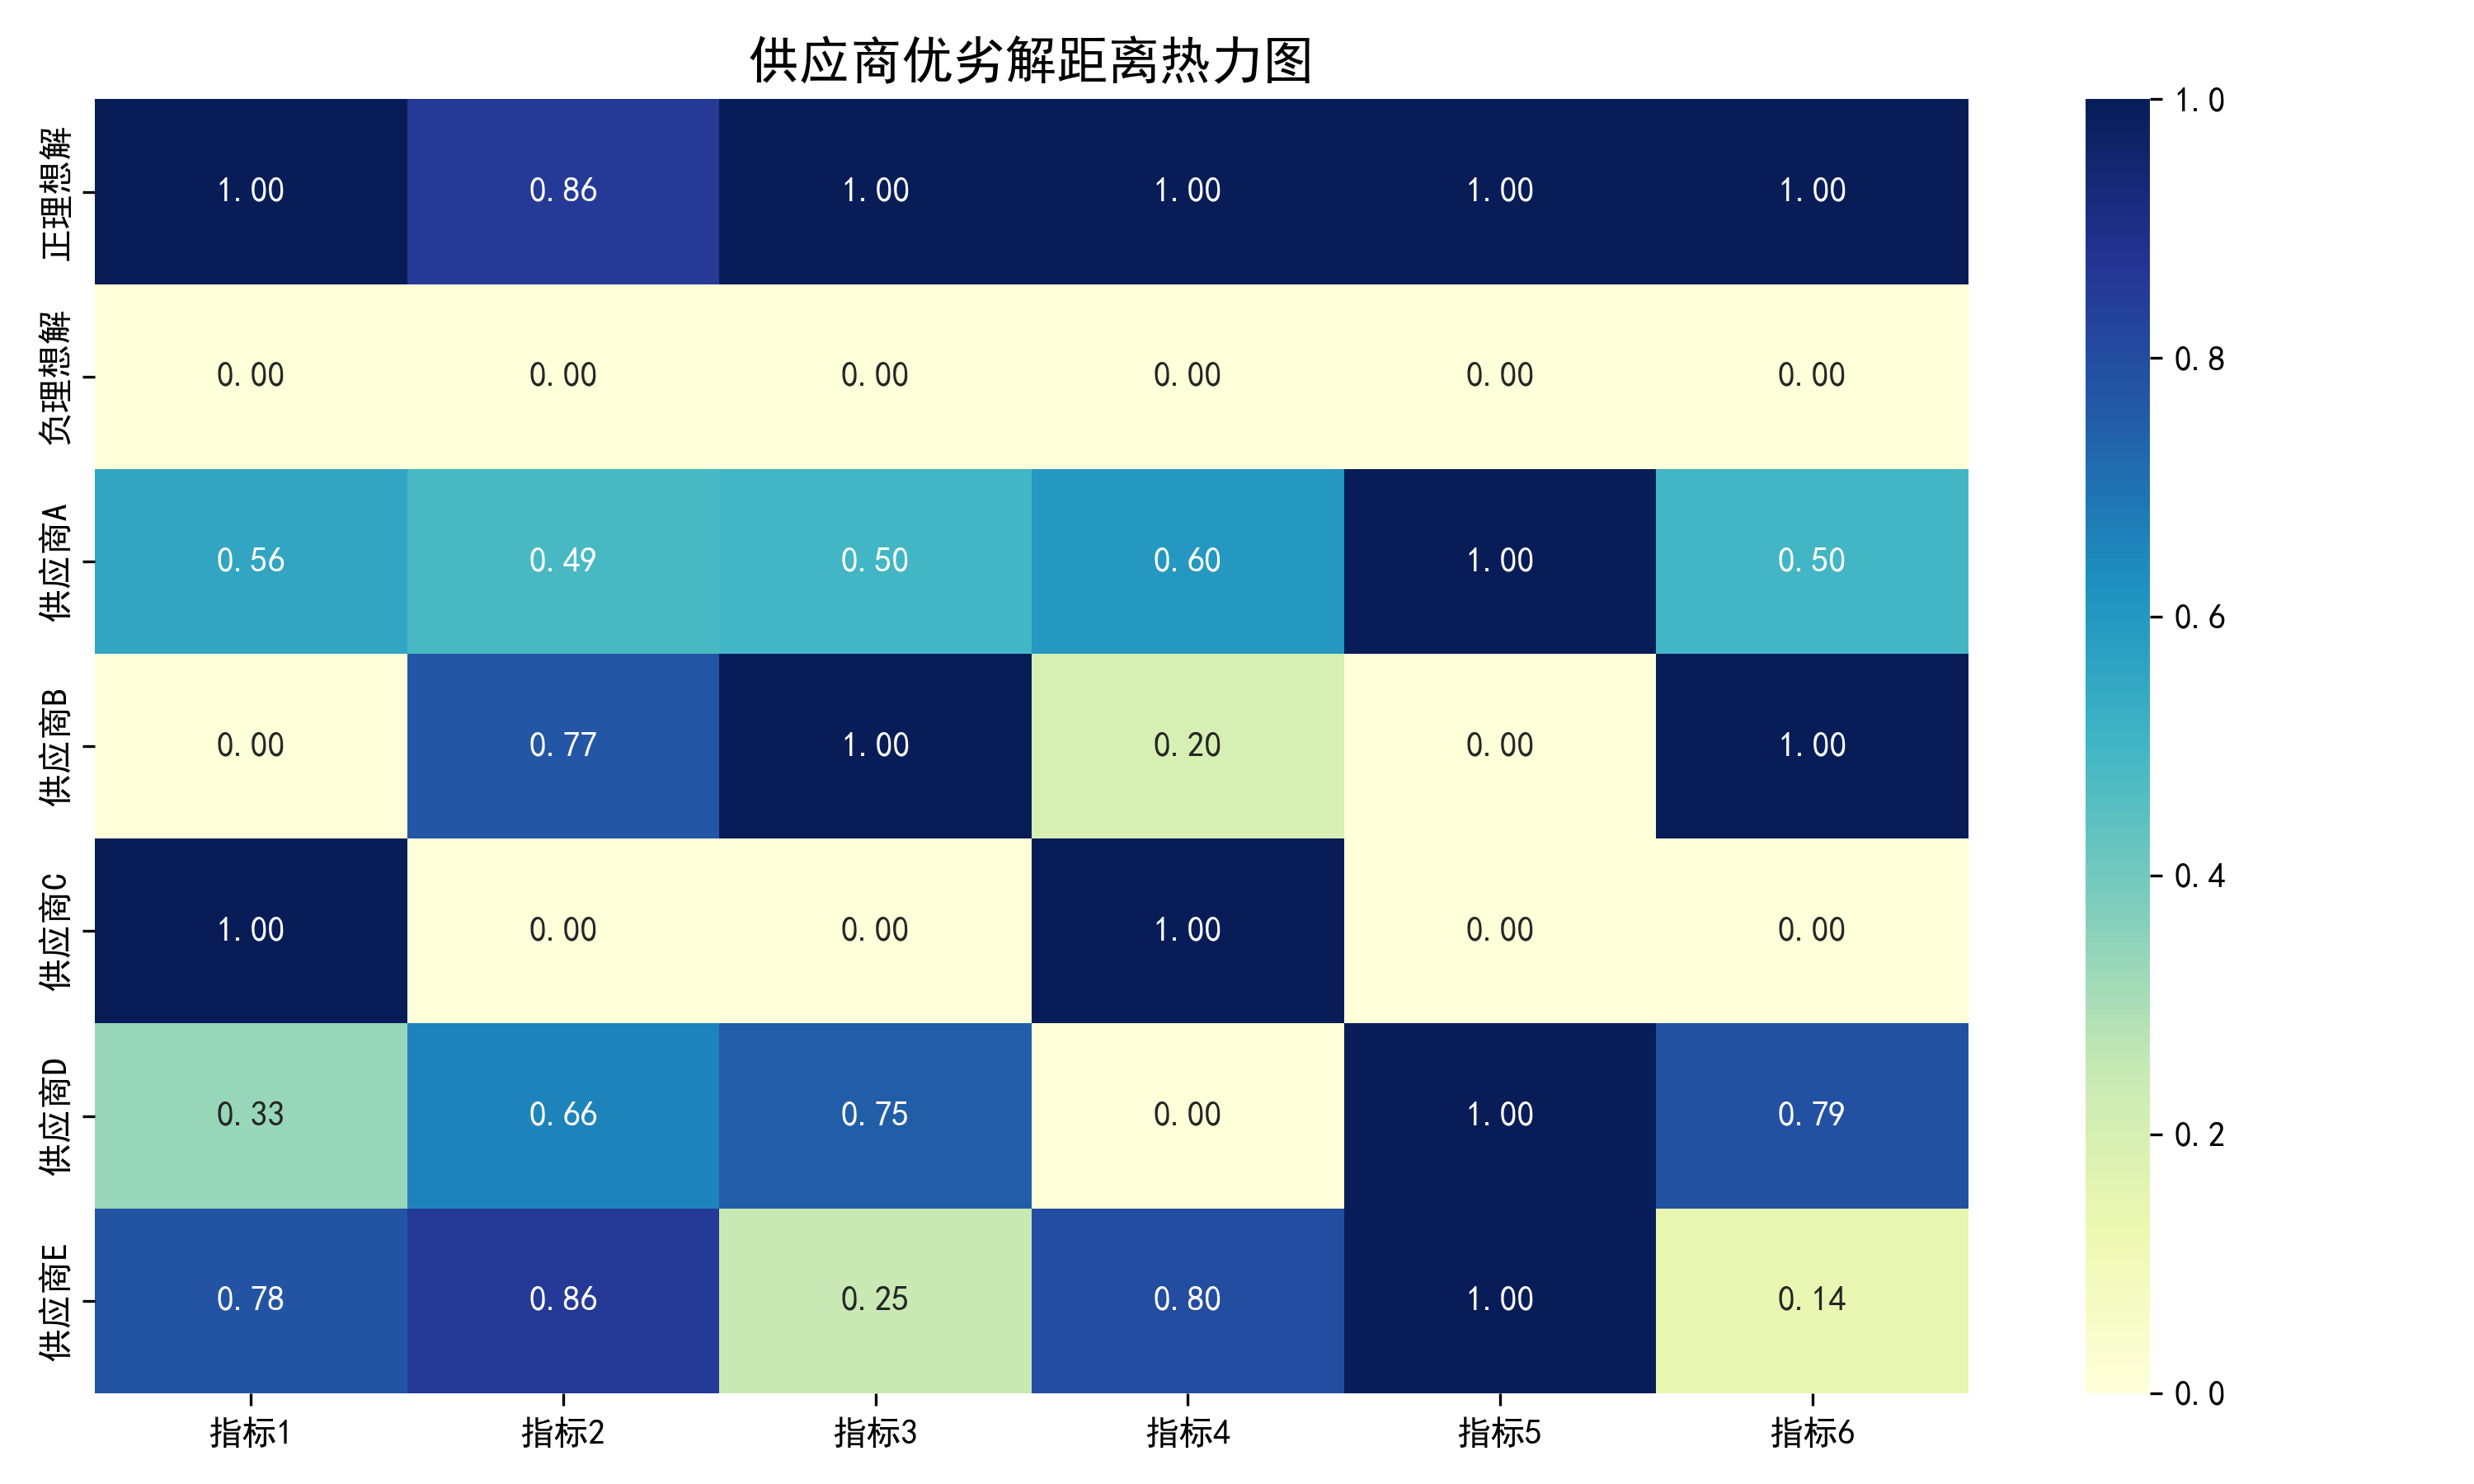 供应商优劣解距离热力图
正理想解 1.00 0.86 1.00 1.00 1.00 1.00
负理想解 0.00 0.00 0.00 0.00 0.00 0.00
供应商A 0.56 0.49 0.50 0.60 1.00 0.50
供应商B 0.00 0.77 1.00 0.20 0.00 1.00
供应商C 1.00 0.00 0.00 1.00 0.00 0.00
供应商D 0.33 0.66 0.75 0.00 1.00 0.79
供应商E 0.78 0.86 0.25 0.80 1.00 0.14
指标1 指标2 指标3 指标4 指标5 指标6
1.0
0.8
0.6
0.4
0.2
0.0